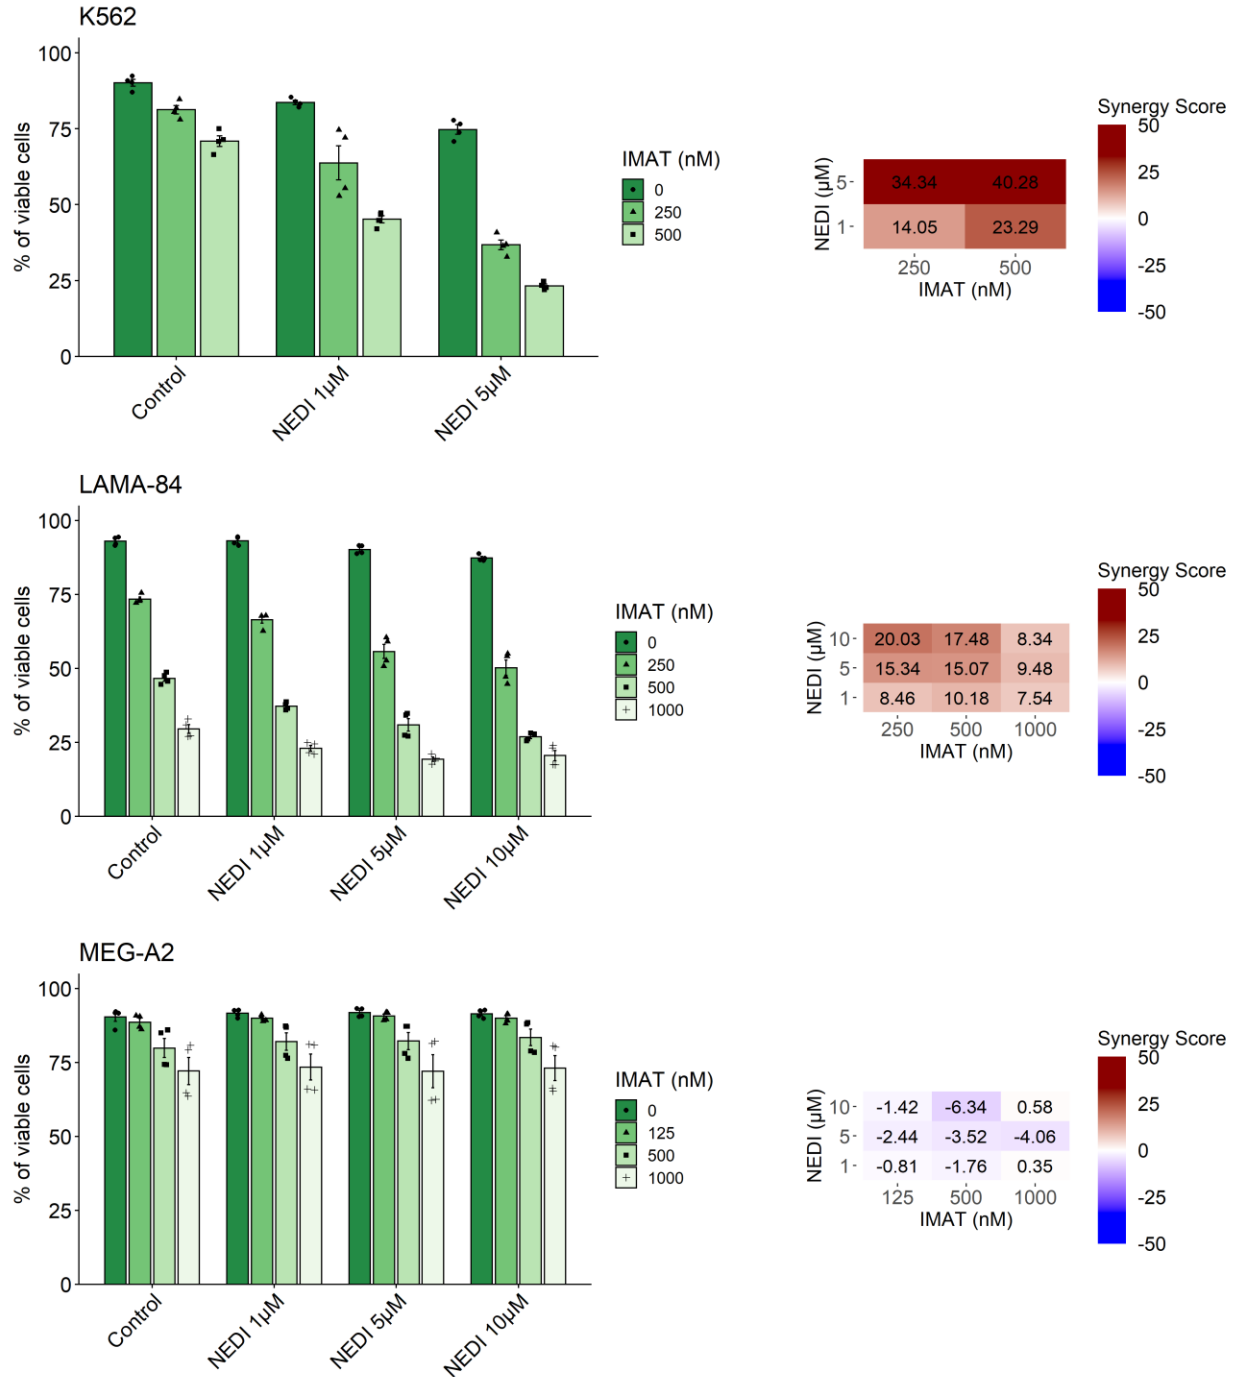 K562
100
75
50
25
0
% of viable cells
Control
NEDI 1µM
NEDI 5µM
IMAT (nM)
0
250
500
NEDI (µM)
5
34.34 40.28
1
14.05 23.29
250 500
IMAT (nM)
Synergy Score
50
25
0
-25
-50
LAMA-84
100
75
50
25
0
% of viable cells
Control
NEDI 1µM
NEDI 5µM
NEDI 10µM
IMAT (nM)
0
250
500
1000
NEDI (µM)
10 20.03 17.48 8.34
5 15.34 15.07 9.48
1 8.46 10.18 7.54
250 500 1000
IMAT (nM)
Synergy Score
50
25
0
-25
-50
MEG-A2
100
75
50
25
0
% of viable cells
Control
NEDI 1µM
NEDI 5µM
NEDI 10µM
IMAT (nM)
0
125
500
1000
NEDI (µM)
10 -1.42 -6.34 0.58
5 -2.44 -3.52 -4.06
1 -0.81 -1.76 0.35
125 500 1000
IMAT (nM)
Synergy Score
50
25
0
-25
-50